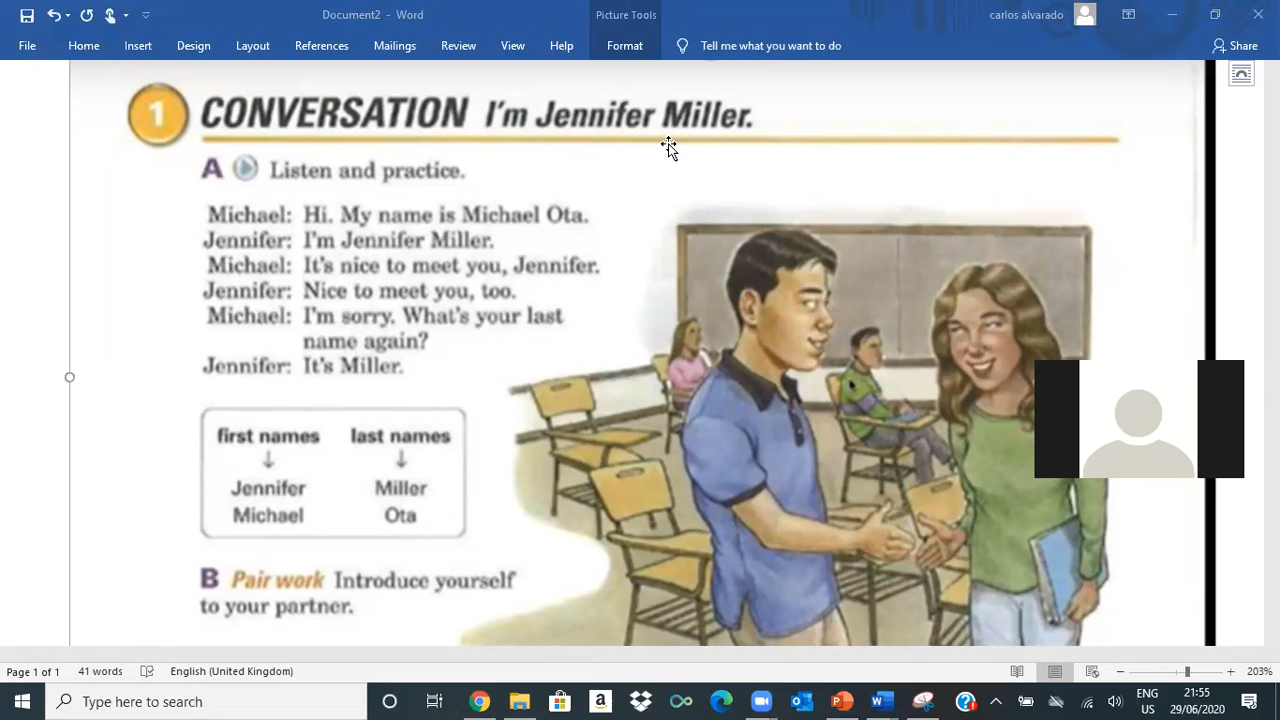 Document2 - Word
Picture Tools
carlos alvarado
File Home Insert Design Layout References Mailings Review View Help Format Tell me what you want to do Share
1 CONVERSATION I'm Jennifer Miller.
A Listen and practice.
Michael: Hi. My name is Michael Ota.
Jennifer: I'm Jennifer Miller.
Michael: It's nice to meet you, Jennifer.
Jennifer: Nice to meet you, too.
Michael: I'm sorry. What's your last
name again?
Jennifer: It's Miller.
first names last names
↓ ↓
Jennifer Miller
Michael Ota
B Pair work Introduce yourself
to your partner.
Page 1 of 1 41 words English (United Kingdom) 203%
Type here to search
ENG
US
21:55
29/06/2020